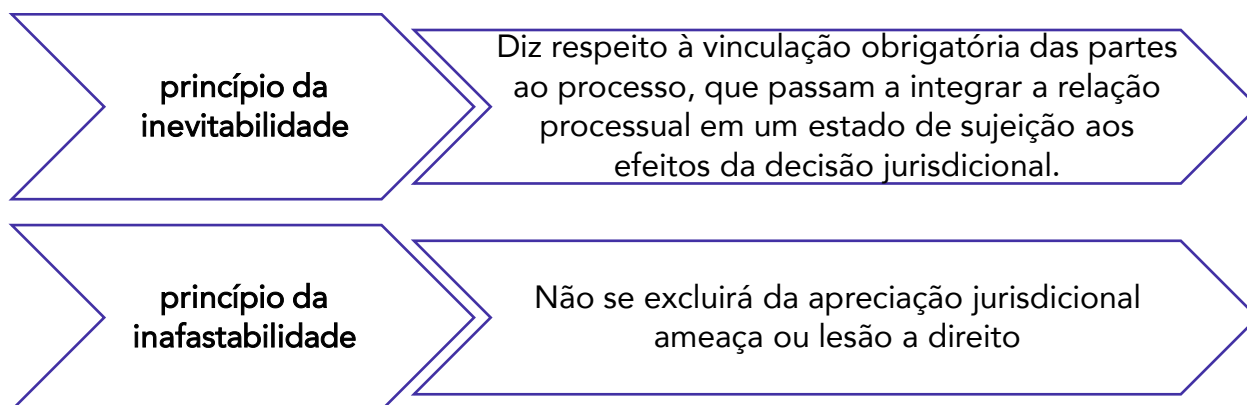 princípio da
inevitabilidade
Diz respeito à vinculação obrigatória das partes
ao processo, que passam a integrar a relação
processual em um estado de sujeição aos
efeitos da decisão jurisdicional.
princípio da
inafastabilidade
Não se excluirá da apreciação jurisdicional
ameaça ou lesão a direito